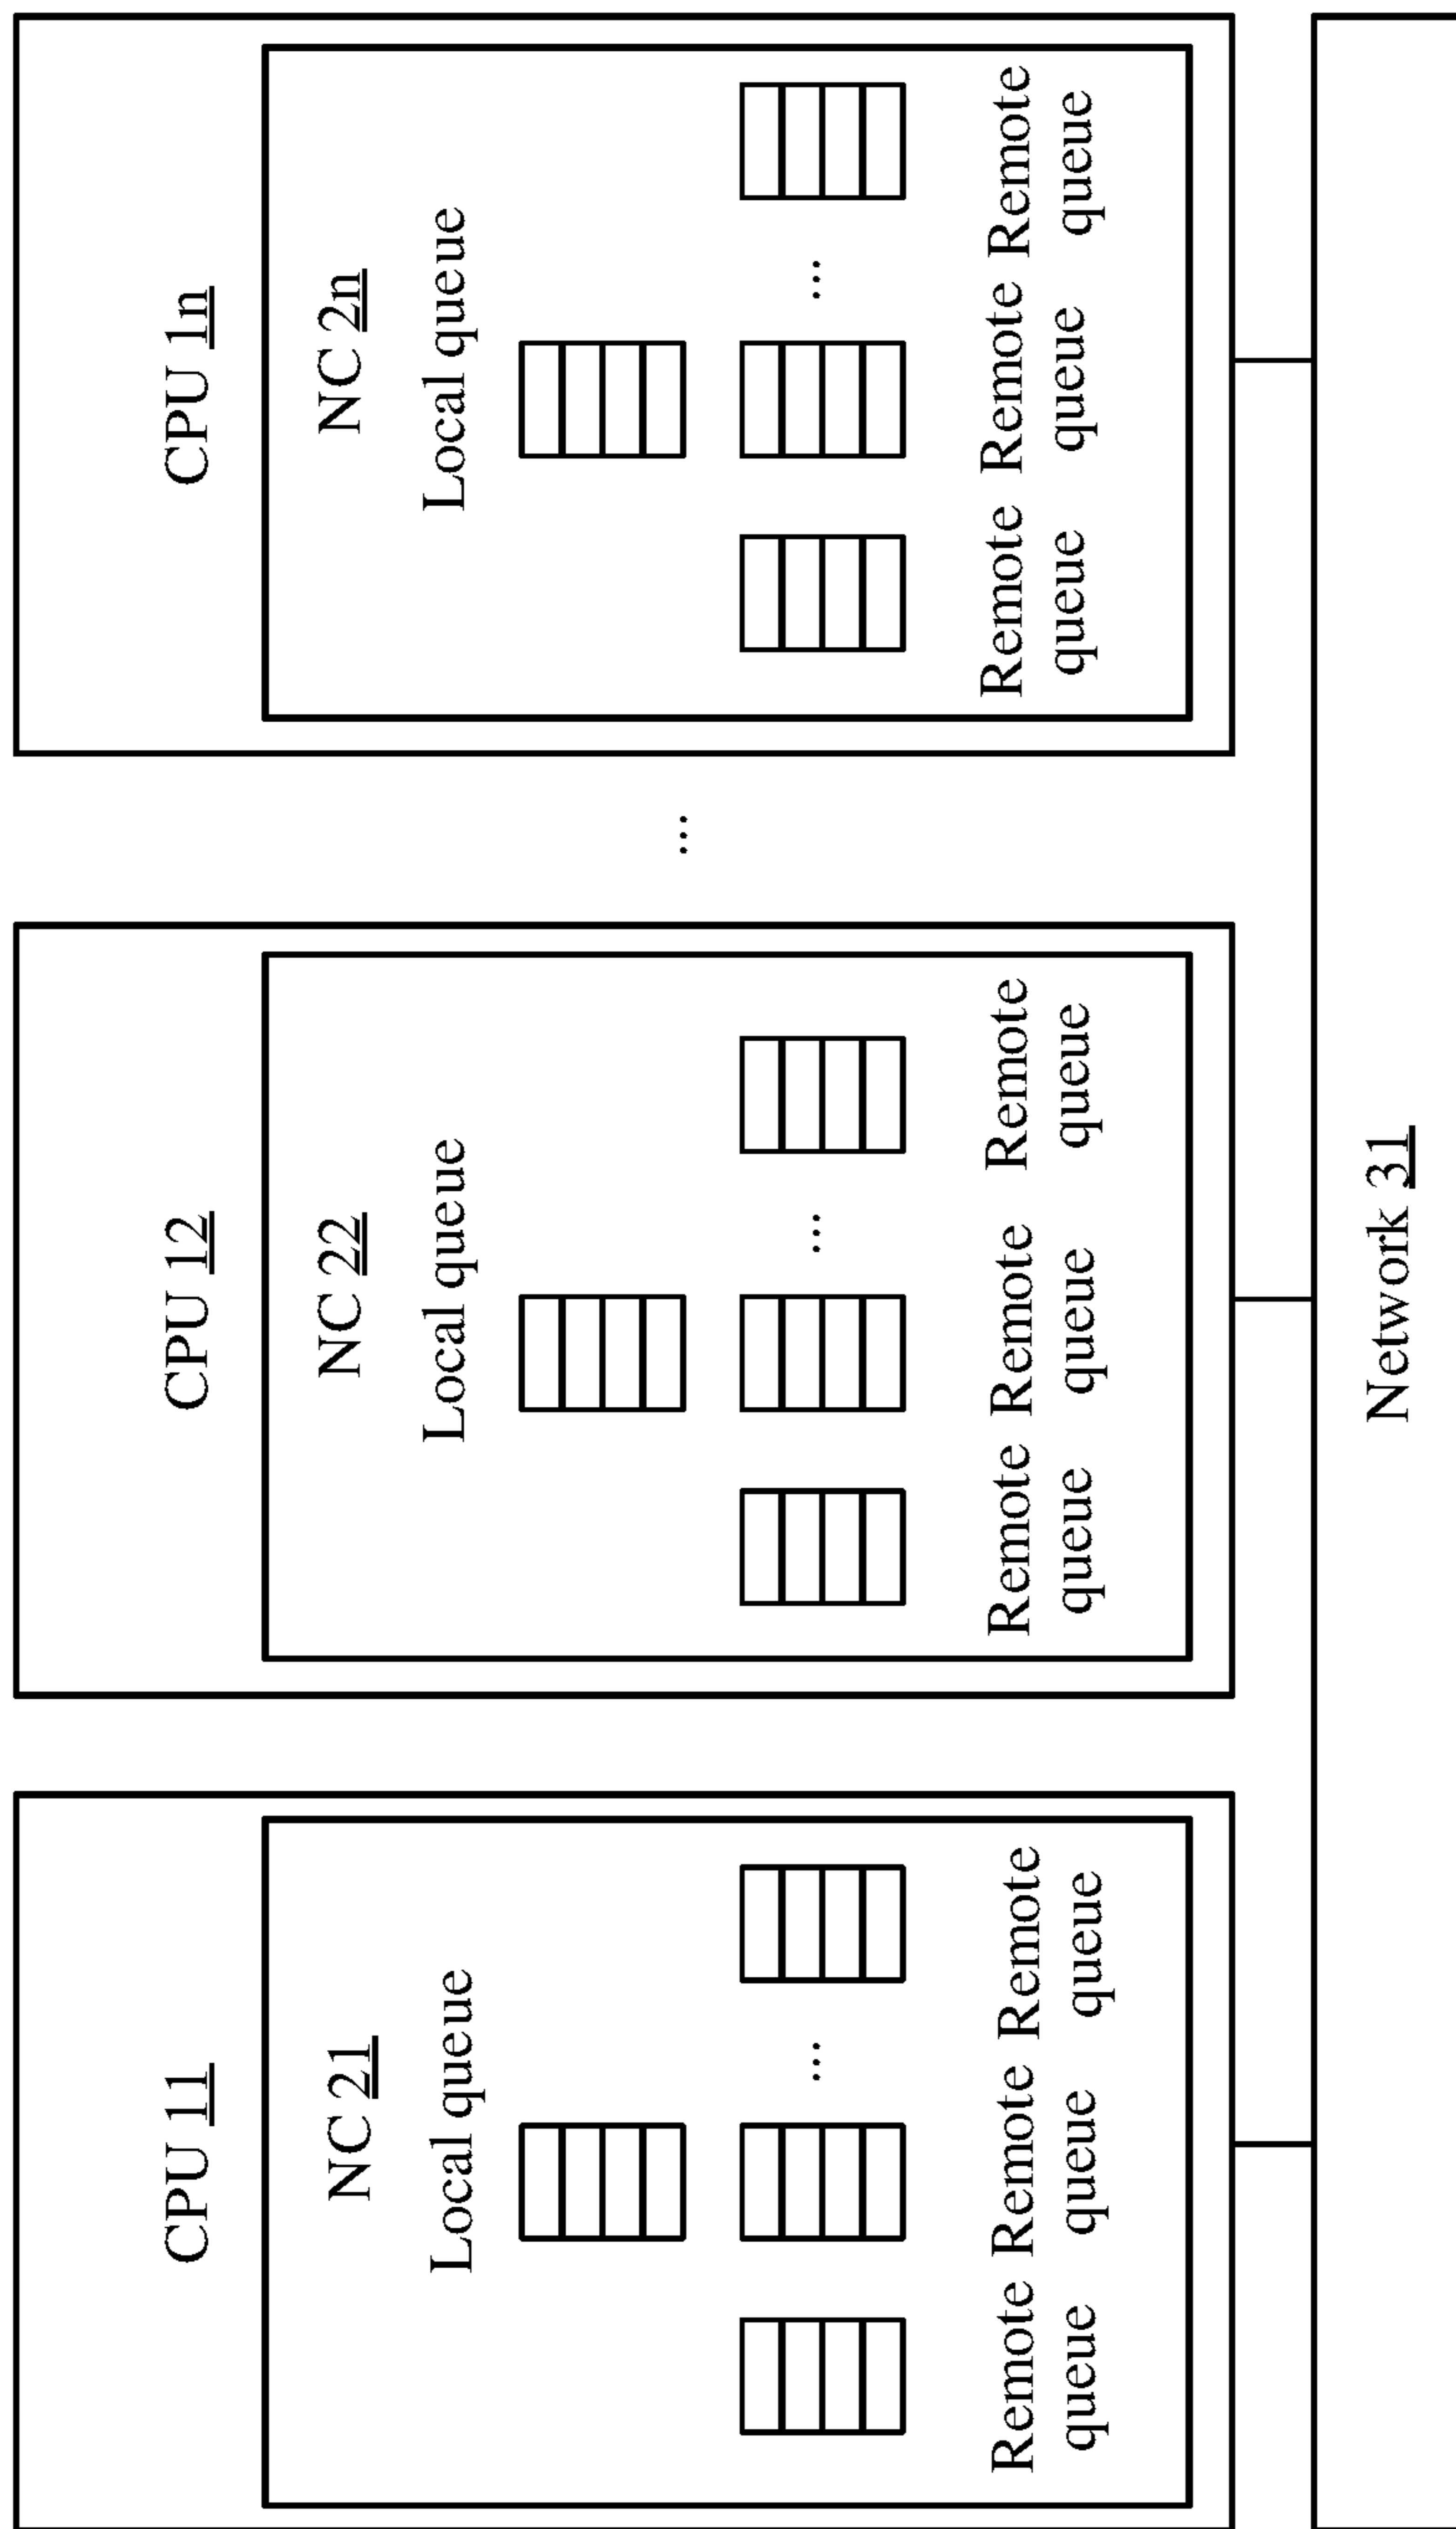 CPU 11
NC 21
Local queue
...
Remote queue
Remote queue
Remote queue
CPU 12
NC 22
Local queue
...
Remote queue
Remote queue
Remote queue
...
CPU 1n
NC 2n
Local queue
...
Remote queue
Remote queue
Remote queue
Network 31